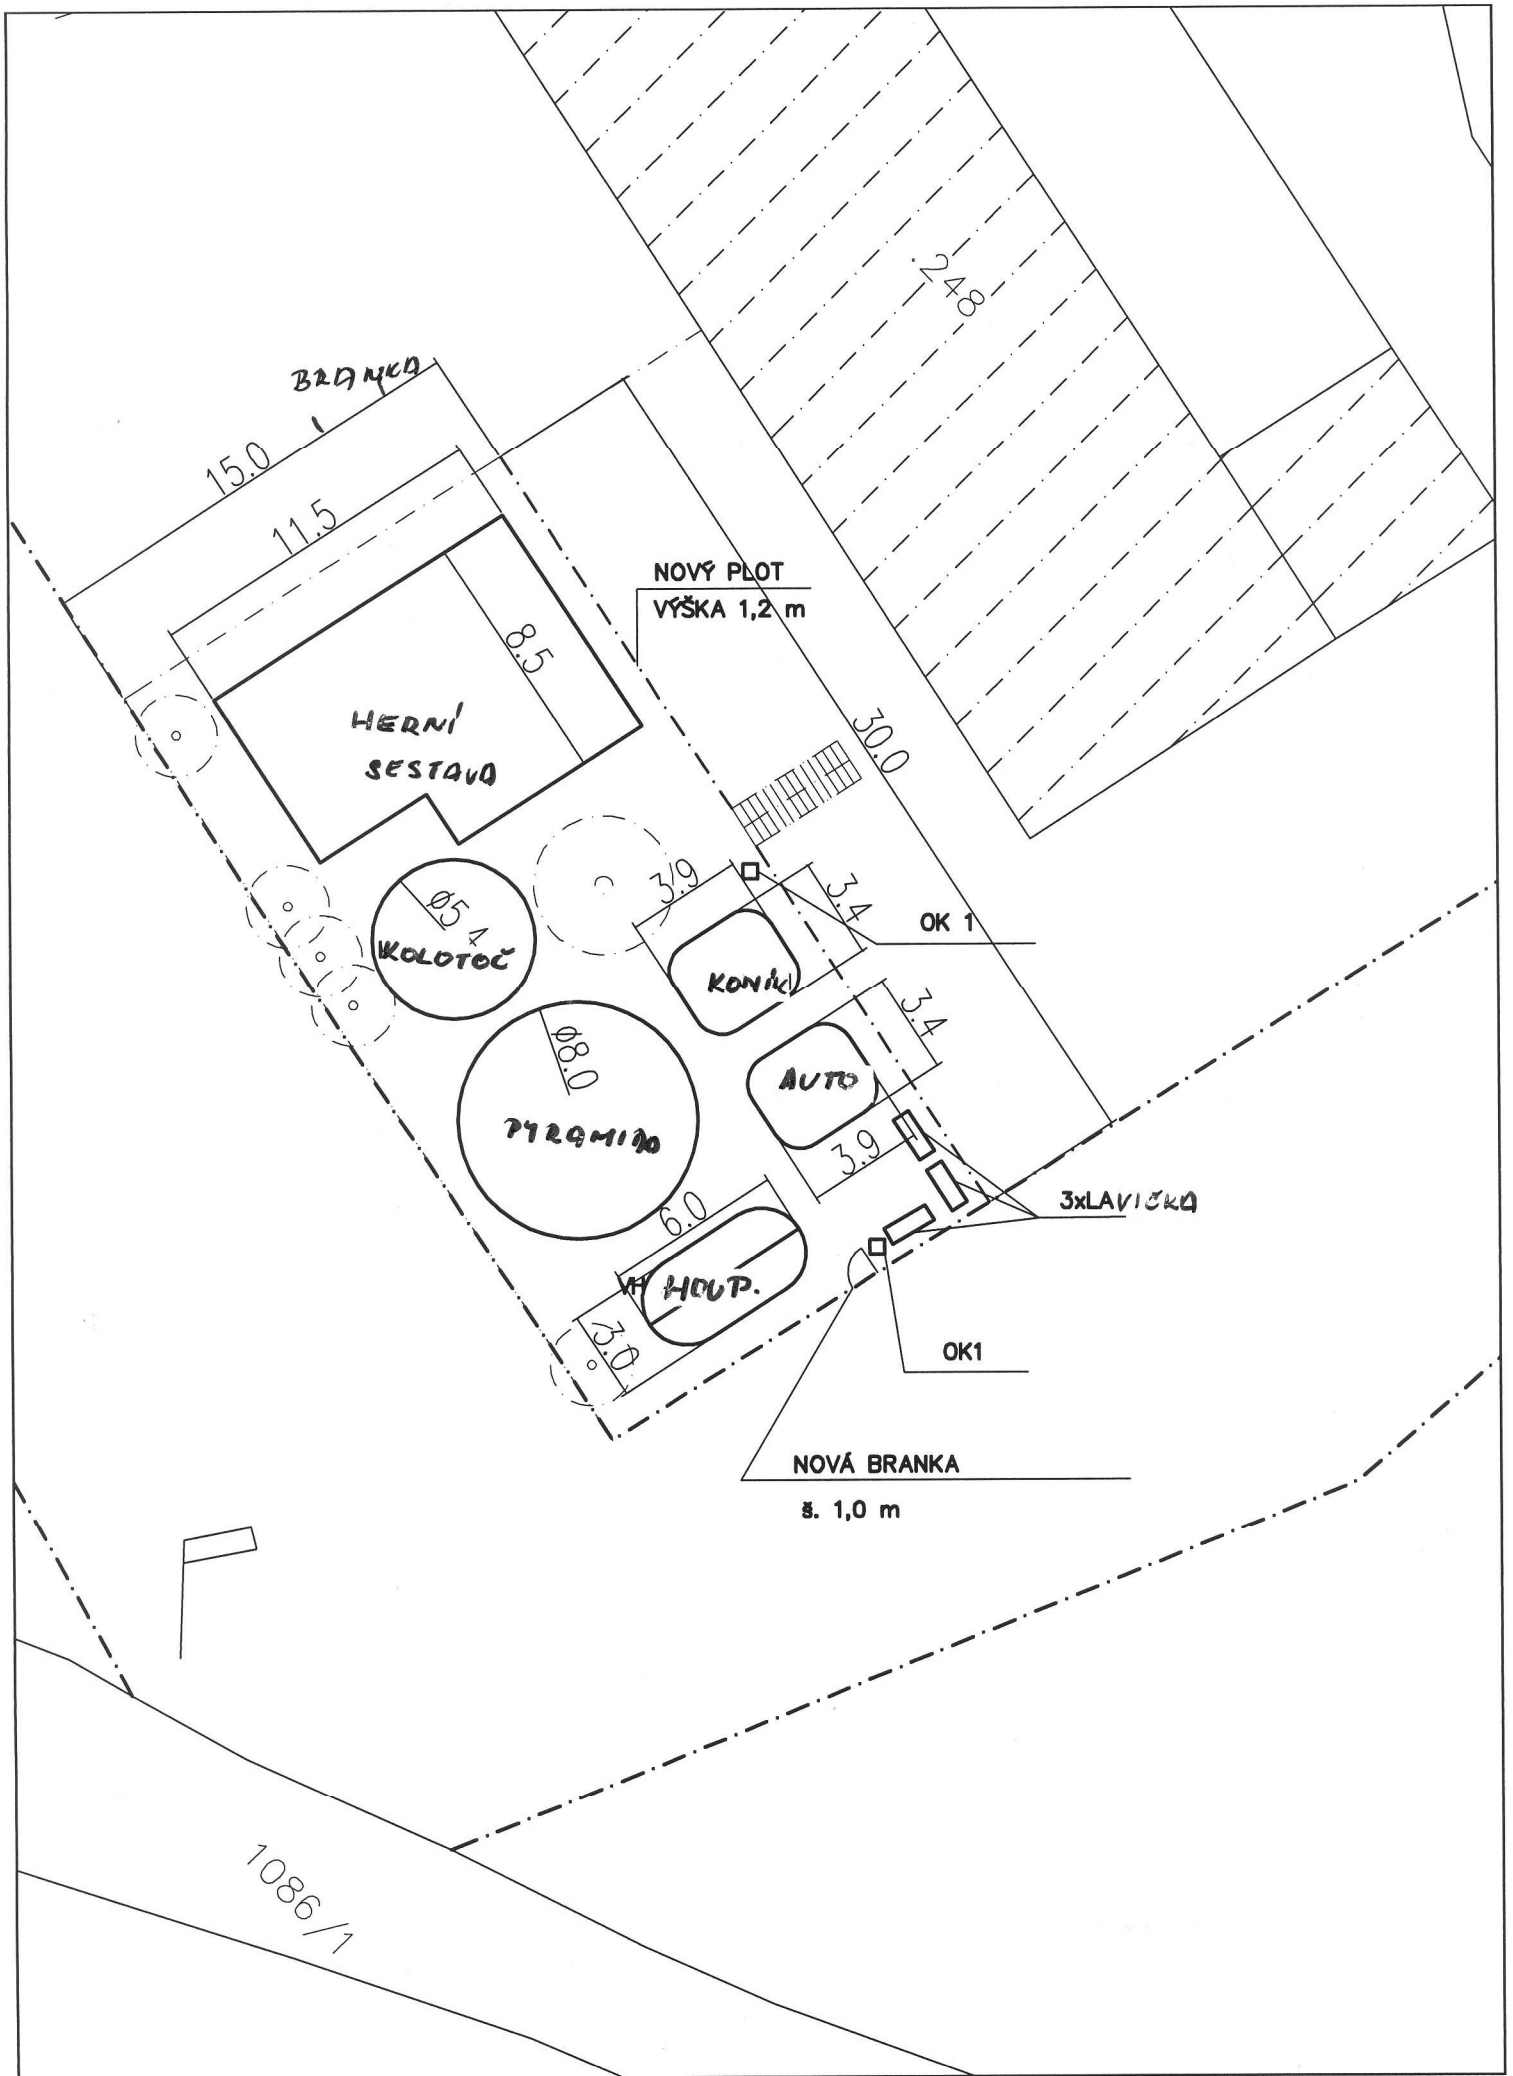 .248
BRANKA
15.0
11.5
NOVÝ PLOT
VÝŠKA 1,2 m
8.5
HERNÍ
SESTAVA
30.0
3.9
3.4
OK 1
Ø5.4
KOLOTOČ
KONÍK
3.4
Ø8.0
AUTO
PYRAMIDA
3.9
6.0
3xLAVIČKA
VH
HOUP.
3.0
OK1
NOVÁ BRANKA
š. 1,0 m
1086/1